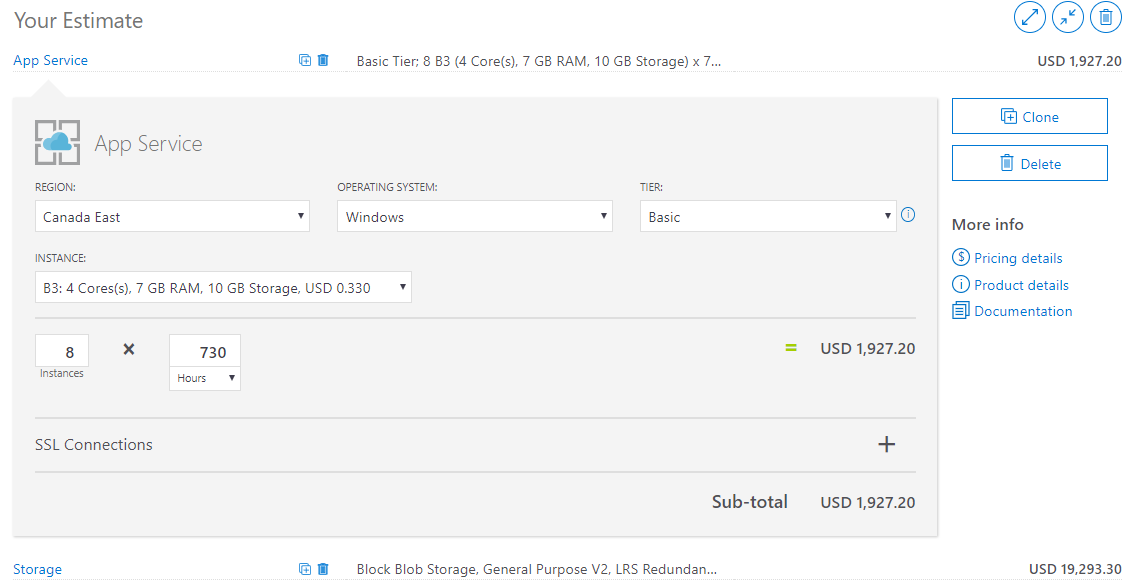 Your Estimate
App Service Basic Tier; 8 B3 (4 Core(s), 7 GB RAM, 10 GB Storage) x 7... USD 1,927.20
App Service
REGION: OPERATING SYSTEM: TIER:
Canada East Windows Basic
INSTANCE:
B3: 4 Cores(s), 7 GB RAM, 10 GB Storage, USD 0.330
8 × 730 = USD 1,927.20
Instances Hours
SSL Connections +
Sub-total USD 1,927.20
Clone
Delete
More info
Pricing details
Product details
Documentation
Storage Block Blob Storage, General Purpose V2, LRS Redundan... USD 19,293.30